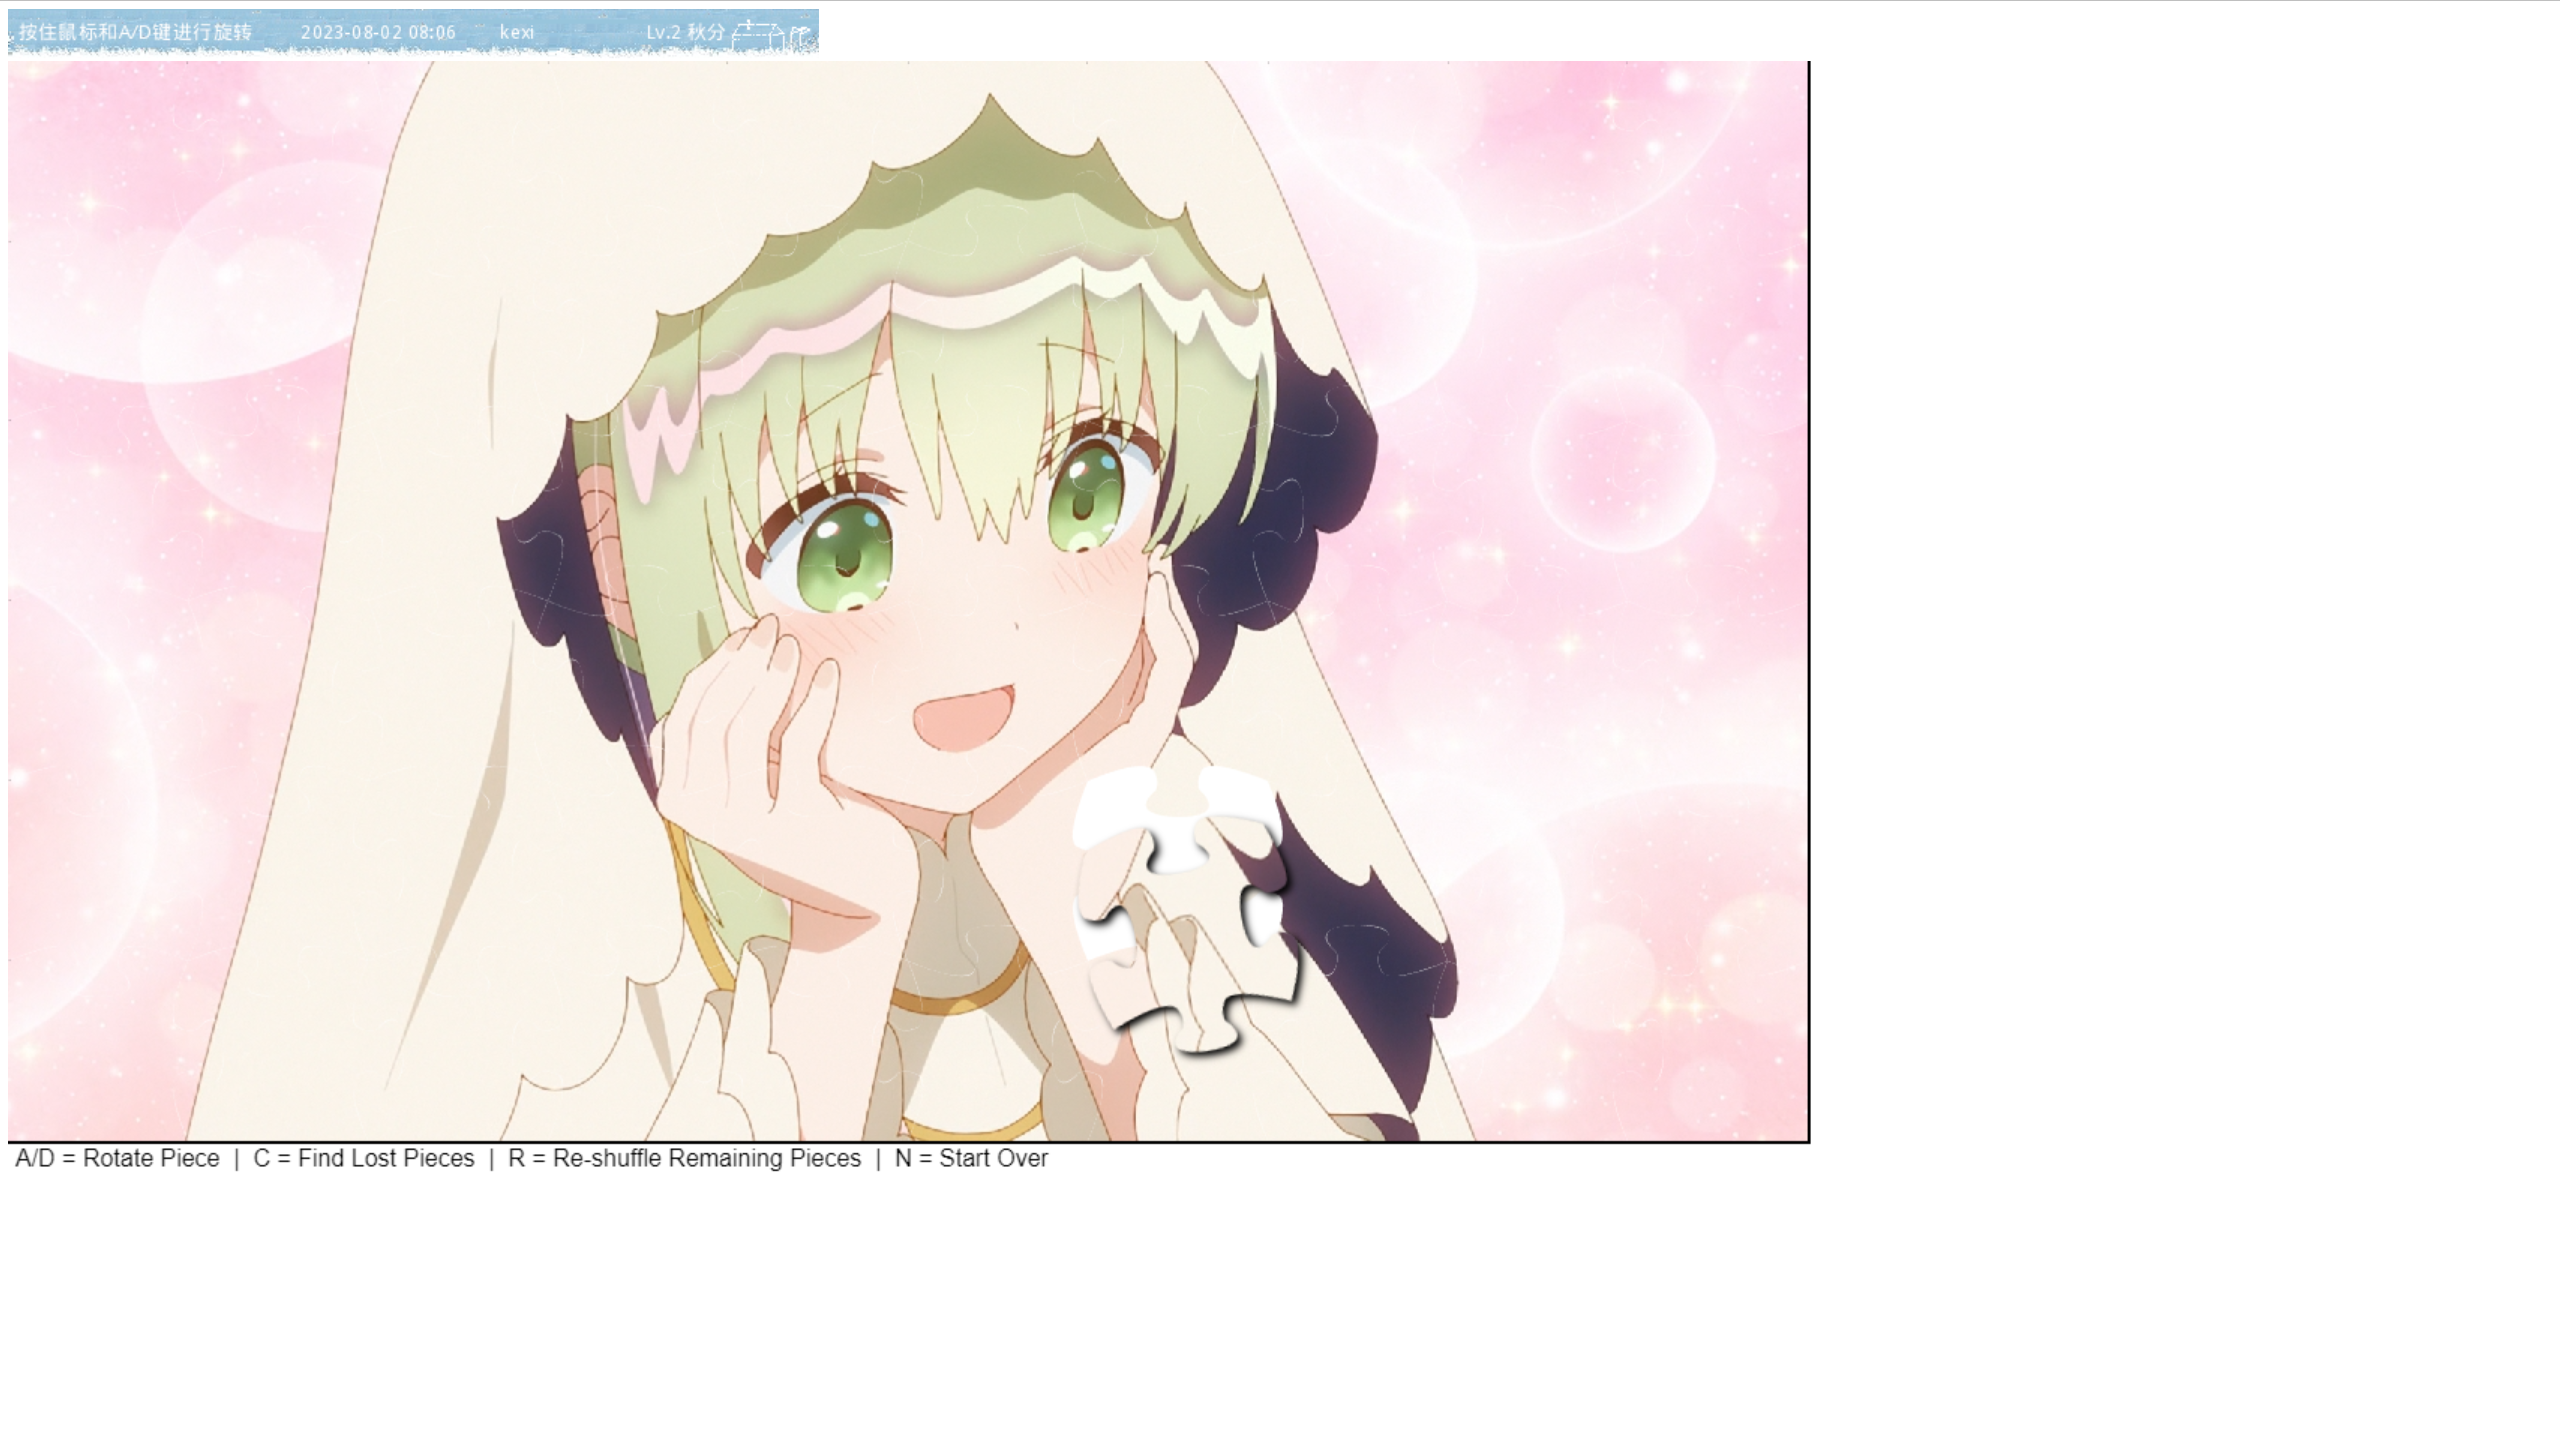 按住鼠标和A/D键进行旋转 2023-08-02 08:06 kexi Lv.2 秋分
A/D = Rotate Piece | C = Find Lost Pieces | R = Re-shuffle Remaining Pieces | N = Start Over